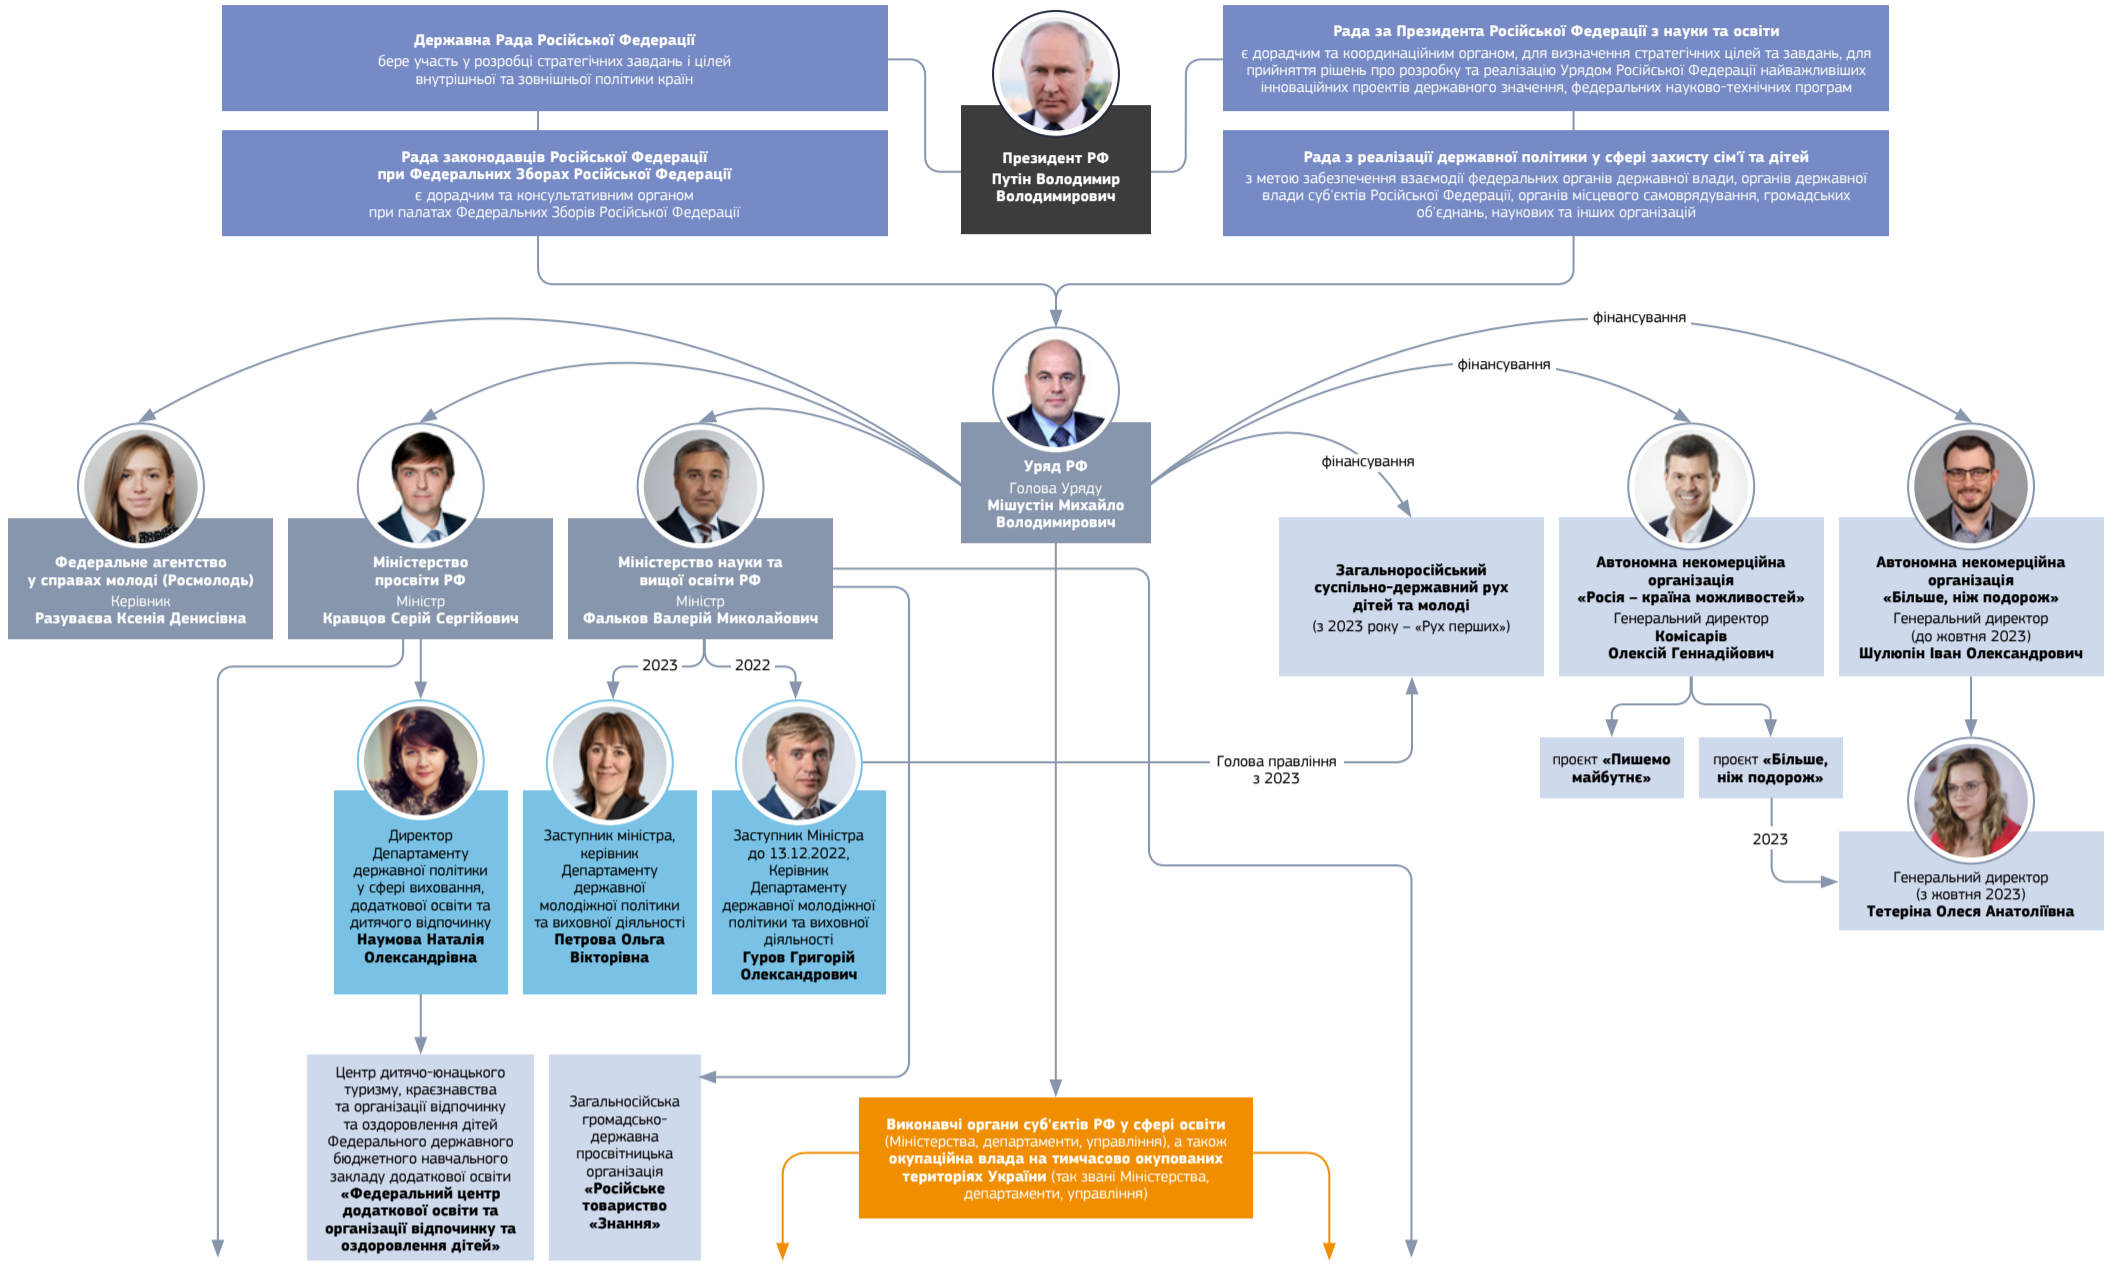 Державна Рада Російської Федерації
бере участь у розробці стратегічних завдань і цілей
внутрішньої та зовнішньої політики країн
Рада законодавців Російської Федерації
при Федеральних Зборах Російської Федерації
є дорадчим та консультативним органом
при палатах Федеральних Зборів Російської Федерації
Президент РФ
Путін Володимир
Володимирович
Рада за Президента Російської Федерації з науки та освіти
є дорадчим та координаційним органом, для визначення стратегічних цілей та завдань, для
прийняття рішень про розробку та реалізацію Урядом Російської Федерації найважливіших
інноваційних проектів державного значення, федеральних науково-технічних програм
Рада з реалізації державної політики у сфері захисту сім'ї та дітей
з метою забезпечення взаємодії федеральних органів державної влади, органів державної
влади суб'єктів Російської Федерації, органів місцевого самоврядування, громадських
об'єднань, наукових та інших організацій
фінансування
фінансування
фінансування
Уряд РФ
Голова Уряду
Мішустін Михайло
Володимирович
Федеральне агентство
у справах молоді (Росмолодь)
Керівник
Разуваєва Ксенія Денисівна
Міністерство
просвіти РФ
Міністр
Кравцов Серій Сергійович
Міністерство науки та
вищої освіти РФ
Міністр
Фальков Валерій Миколайович
Загальноросійський
суспільно-державний рух
дітей та молоді
(з 2023 року – «Рух перших»)
Автономна некомерційна
організація
«Росія – країна можливостей»
Генеральний директор
Комісарів
Олексій Геннадійович
Автономна некомерційна
організація
«Більше, ніж подорож»
Генеральний директор
(до жовтня 2023)
Шулюпін Іван Олександрович
2023
2022
Директор
Департаменту
державної політики
у сфері виховання,
додаткової освіти та
дитячого відпочинку
Наумова Наталія
Олександрівна
Заступник міністра,
керівник
Департаменту
державної
молодіжної політики
та виховної діяльності
Петрова Ольга
Вікторівна
Заступник Міністра
до 13.12.2022,
Керівник
Департаменту
державної молодіжної
політики та виховної
діяльності
Гуров Григорій
Олександрович
Голова правління
з 2023
проєкт «Пишемо
майбутнє»
проєкт «Більше,
ніж подорож»
2023
Генеральний директор
(з жовтня 2023)
Тетеріна Олеся Анатоліївна
Центр дитячо-юнацького
туризму, краєзнавства
та організації відпочинку
та оздоровлення дітей
Федерального державного
бюджетного навчального
закладу додаткової освіти
«Федеральний центр
додаткової освіти та
організації відпочинку та
оздоровлення дітей»
Загальносійська
громадсько-
державна
просвітницька
організація
«Російське
товариство
«Знання»
Виконавчі органи суб'єктів РФ у сфері освіти
(Міністерства, департаменти, управління), а також
окупаційна влада на тимчасово окупованих
територіях України (так звані Міністерства,
департаменти, управління)